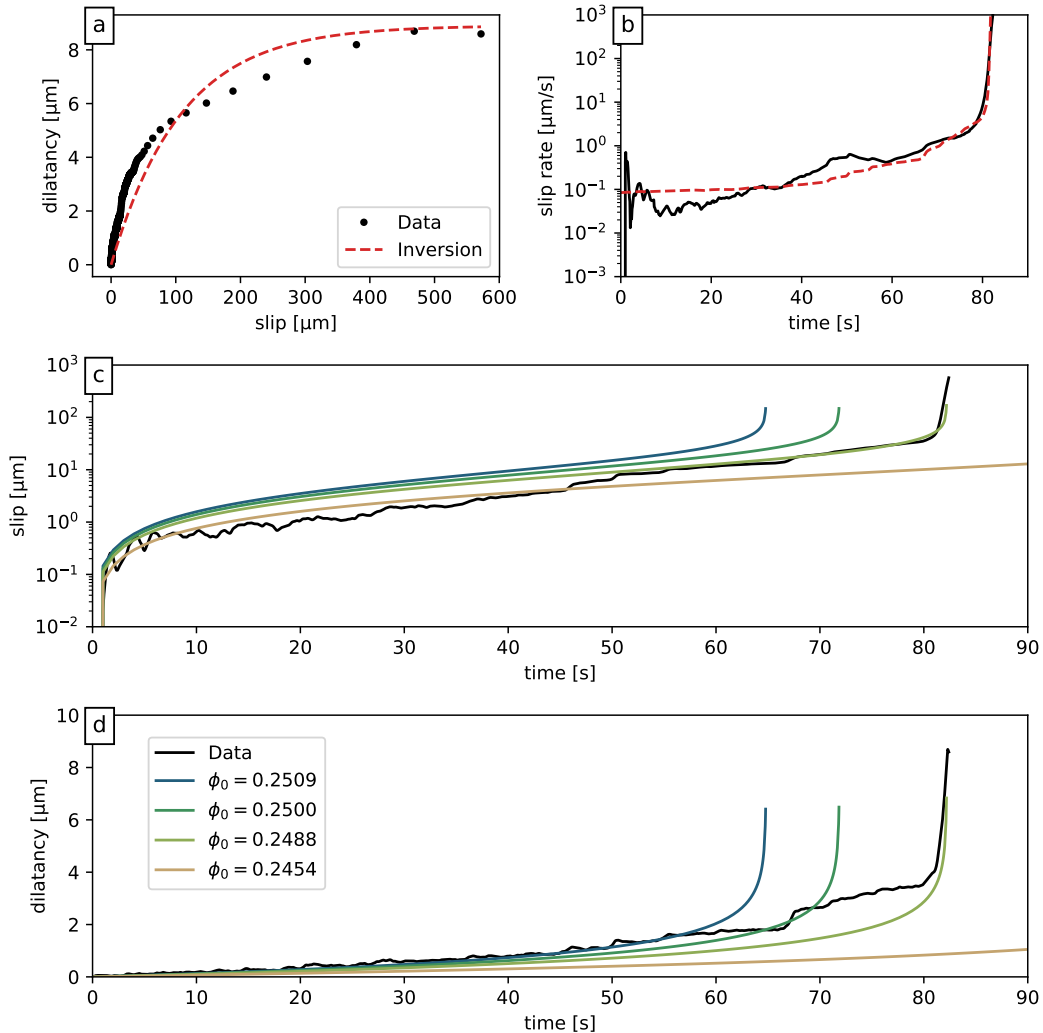 a
8
6
4
2
0
dilatancy [µm]
Data
Inversion
0 100 200 300 400 500 600
slip [µm]
b
10³
10²
10¹
10⁰
10⁻¹
10⁻²
10⁻³
slip rate [µm/s]
0 20 40 60 80
time [s]
c
10³
10²
10¹
10⁰
10⁻¹
10⁻²
slip [µm]
0 10 20 30 40 50 60 70 80 90
time [s]
d
10
8
6
4
2
0
dilatancy [µm]
Data
ϕ₀ = 0.2509
ϕ₀ = 0.2500
ϕ₀ = 0.2488
ϕ₀ = 0.2454
0 10 20 30 40 50 60 70 80 90
time [s]